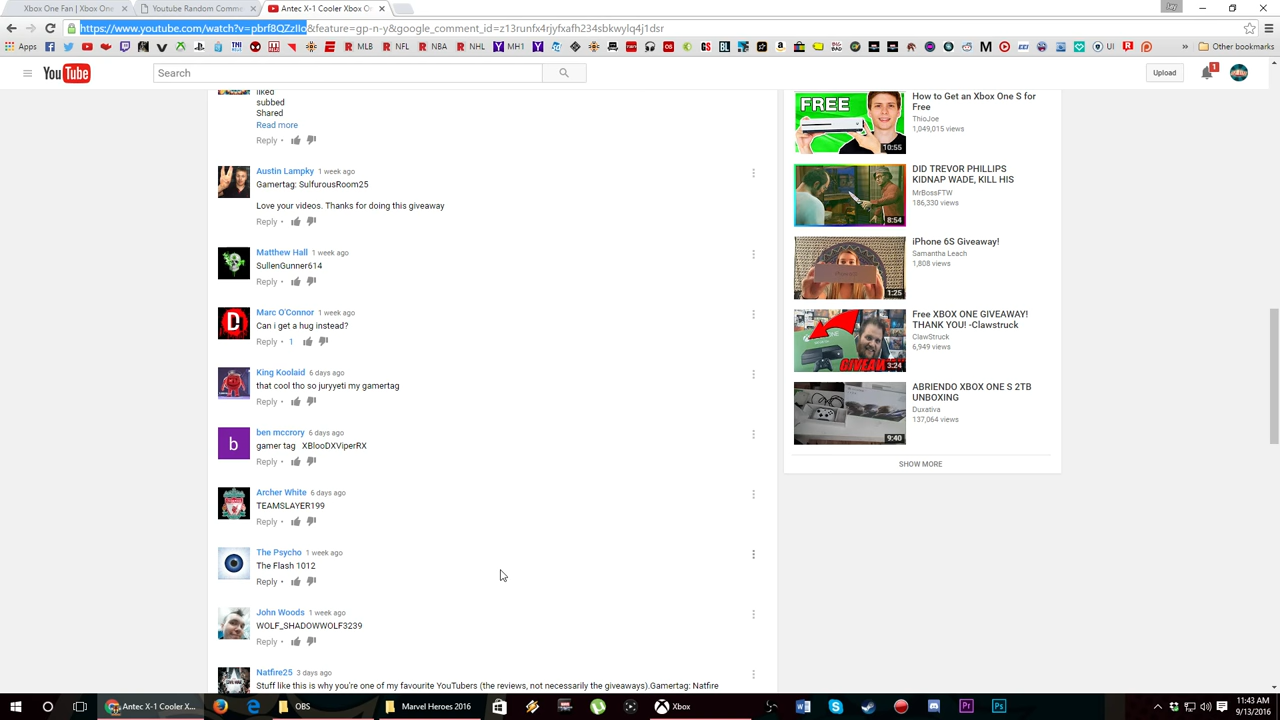 Xbox One Fan | Xbox One
Youtube Random Comm
Antec X-1 Cooler Xbox On
Jay
https://www.youtube.com/watch?v=pbrf8QZzIIo&feature=gp-n-y&google_comment_id=z13runfx4rjyfxafh234sbkwylq4j1dsr
Apps
MLB
NFL
NBA
Other bookmarks
YouTube
Search
Upload
1
liked
subbed
Shared
Read more
Reply •
Austin Lampky 1 week ago
Gamertag: SulfurousRoom25
Love your videos. Thanks for doing this giveaway
Reply •
Matthew Hall 1 week ago
SullenGunner614
Reply •
Marc O'Connor 1 week ago
Can i get a hug instead?
Reply • 1
King Koolaid 6 days ago
that cool tho so juryyeti my gamertag
Reply •
ben mccrory 6 days ago
gamer tag XBlooDXViperRX
Reply •
Archer White 6 days ago
TEAMSLAYER199
Reply •
The Psycho 1 week ago
The Flash 1012
Reply •
John Woods 1 week ago
WOLF_SHADOWWOLF3239
Reply •
Natfire25 3 days ago
Stuff like this is why you're one of my favourite YouTubers (the reviews, not necessarily the giveaways).Gamertag: Natfire
FREE
10:55
How to Get an Xbox One S for
Free
ThioJoe
1,049,015 views
8:54
DID TREVOR PHILLIPS
KIDNAP WADE, KILL HIS
MrBossFTW
186,330 views
1:25
iPhone 6S Giveaway!
Samantha Leach
1,808 views
GIVEAWAY
3:24
Free XBOX ONE GIVEAWAY!
THANK YOU! -Clawstruck
ClawStruck
6,949 views
9:40
ABRIENDO XBOX ONE S 2TB
UNBOXING
Duxativa
137,064 views
SHOW MORE
Antec X-1 Cooler X...
OBS
Marvel Heroes 2016
Xbox
11:43 AM
9/13/2016